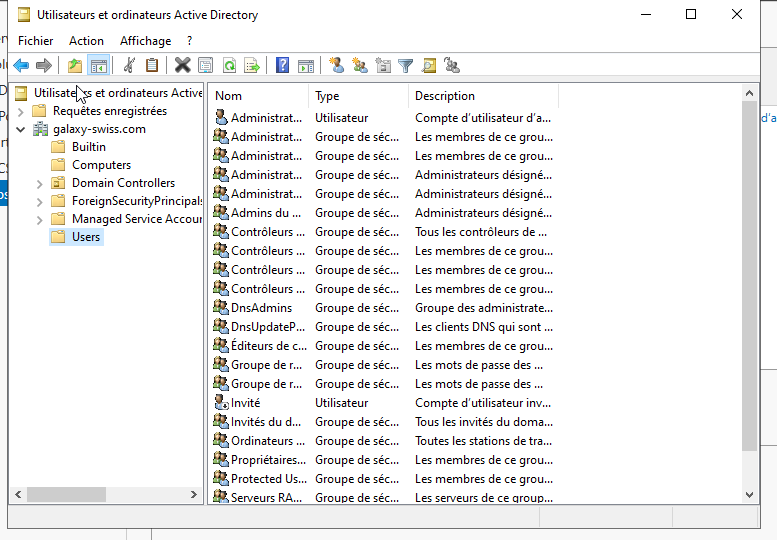 Utilisateurs et ordinateurs Active Directory
Fichier Action Affichage ?
Utilisateurs et ordinateurs Active
Requêtes enregistrées
galaxy-swiss.com
Builtin
Computers
Domain Controllers
ForeignSecurityPrincipals
Managed Service Accour
Users
Nom Type Description
Administrat... Utilisateur Compte d'utilisateur d'a...
Administrat... Groupe de séc... Les membres de ce grou...
Administrat... Groupe de séc... Les membres de ce grou...
Administrat... Groupe de séc... Administrateurs désigné...
Administrat... Groupe de séc... Administrateurs désigné...
Admins du ... Groupe de séc... Administrateurs désigné...
Contrôleurs ... Groupe de séc... Tous les contrôleurs de ...
Contrôleurs ... Groupe de séc... Les membres de ce grou...
Contrôleurs ... Groupe de séc... Les membres de ce grou...
Contrôleurs ... Groupe de séc... Les membres de ce grou...
DnsAdmins Groupe de séc... Groupe des administrate...
DnsUpdateP... Groupe de séc... Les clients DNS qui sont ...
Éditeurs de c... Groupe de séc... Les membres de ce grou...
Groupe de r... Groupe de séc... Les mots de passe des ...
Groupe de r... Groupe de séc... Les mots de passe des ...
Invité Utilisateur Compte d'utilisateur inv...
Invités du d... Groupe de séc... Tous les invités du doma...
Ordinateurs ... Groupe de séc... Toutes les stations de tra...
Propriétaires... Groupe de séc... Les membres de ce grou...
Protected Us... Groupe de séc... Les membres de ce grou...
Serveurs RA... Groupe de séc... Les serveurs de ce group...
d'a